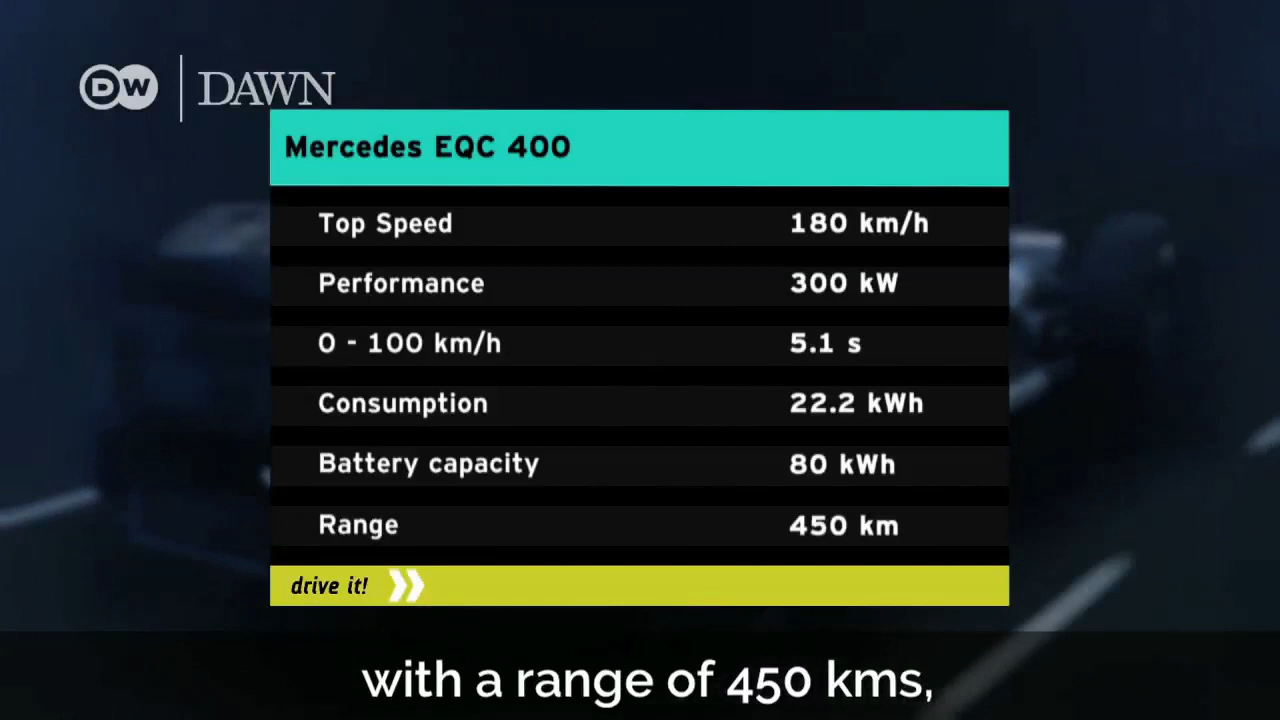 DW | DAWN
Mercedes EQC 400
Top Speed 180 km/h
Performance 300 kW
0 - 100 km/h 5.1 s
Consumption 22.2 kWh
Battery capacity 80 kWh
Range 450 km
drive it!
with a range of 450 kms,